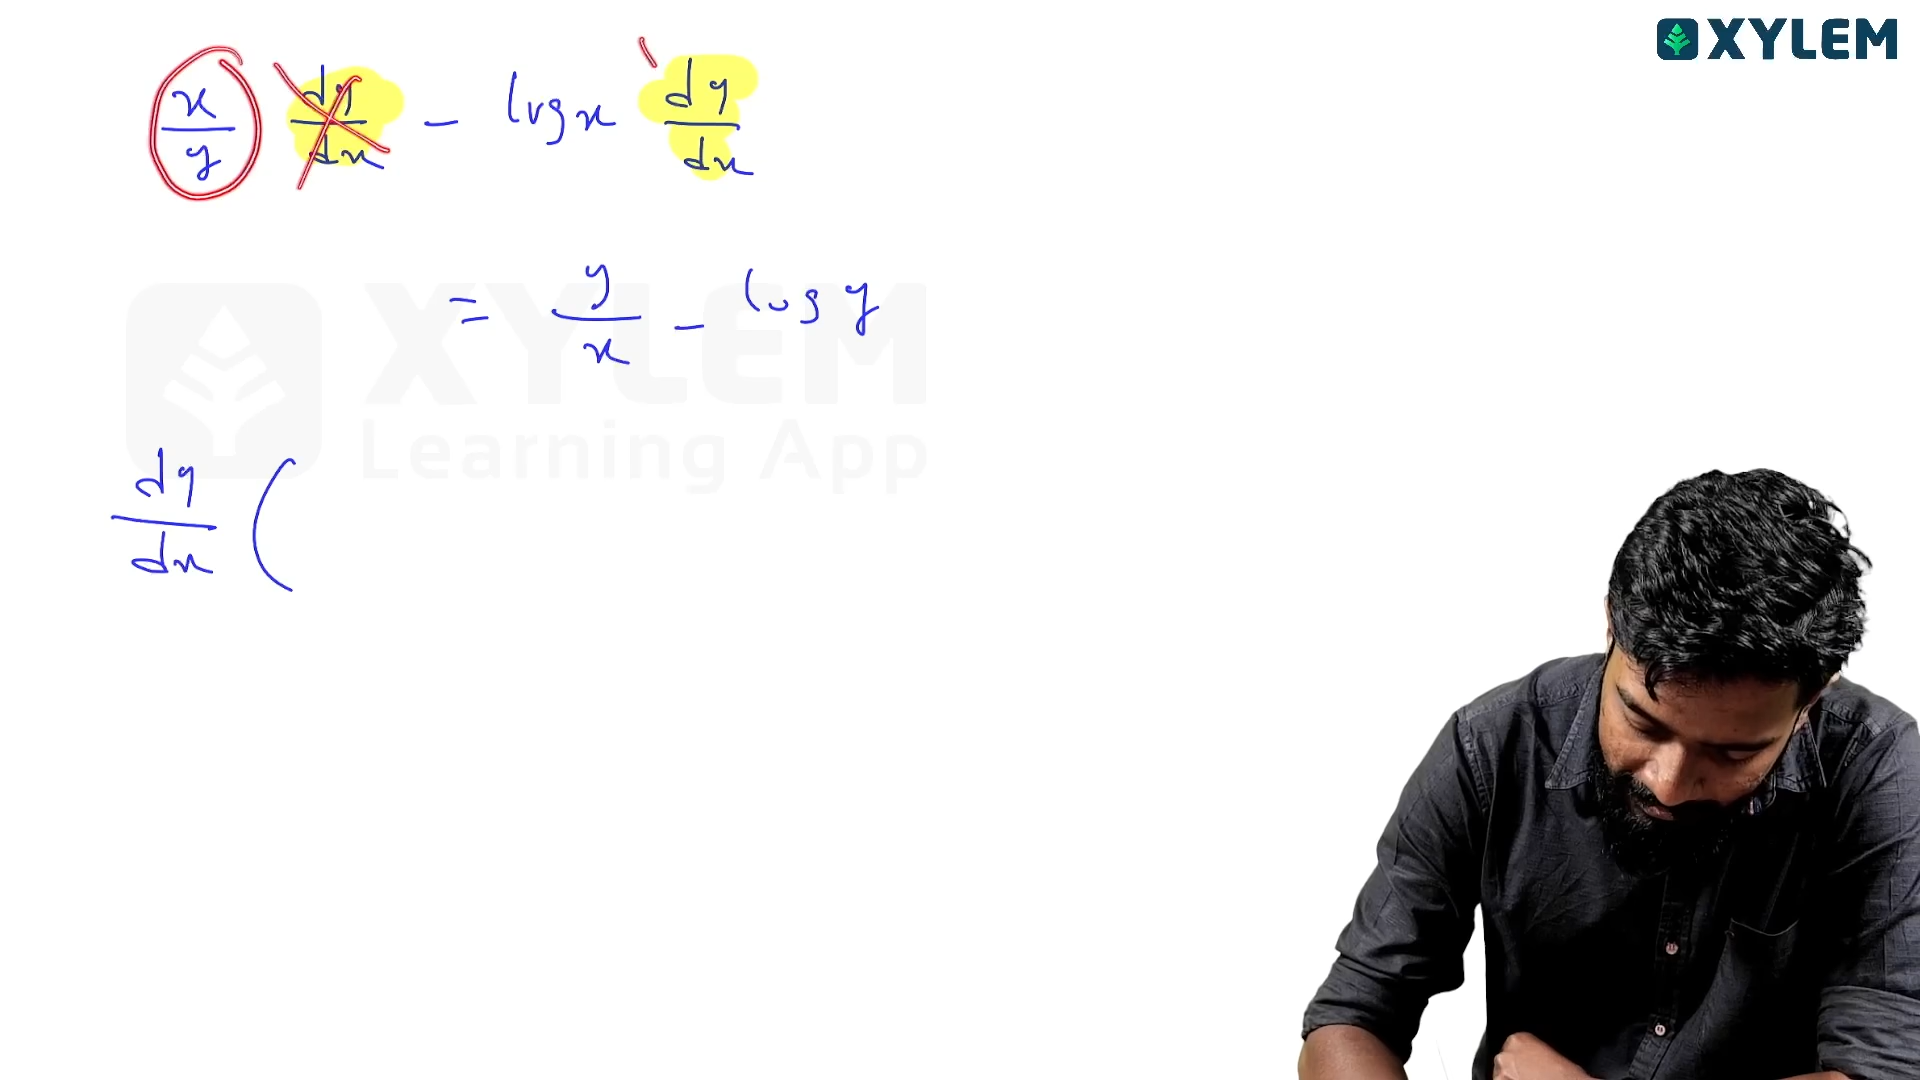 XYLEM
x/y dy/dx - log x dy/dx
= y/x - log y
XYLEM
Learning App
dy/dx (